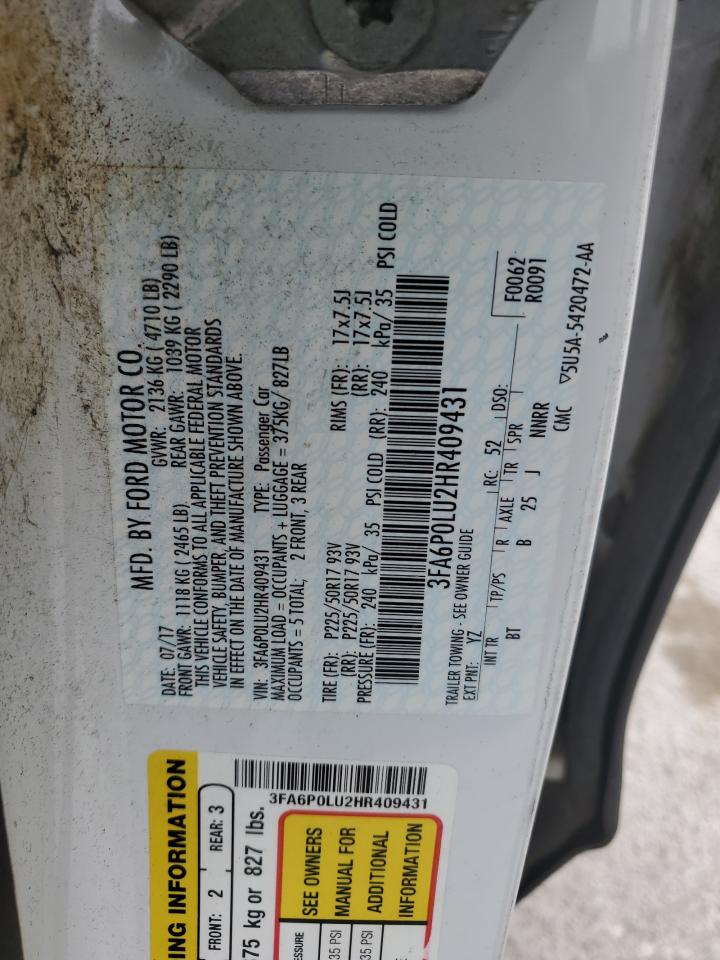 MFD. BY FORD MOTOR CO.
DATE: 07/17 GVWR: 2136 KG ( 4710 LB)
FRONT GAWR: 1118 KG ( 2465 LB) REAR GAWR: 1039 KG ( 2290 LB)
THIS VEHICLE CONFORMS TO ALL APPLICABLE FEDERAL MOTOR
VEHICLE SAFETY, BUMPER, AND THEFT PREVENTION STANDARDS
IN EFFECT ON THE DATE OF MANUFACTURE SHOWN ABOVE.
VIN: 3FA6P0LU2HR409431 TYPE: Passenger Car
MAXIMUM LOAD = OCCUPANTS + LUGGAGE = 375KG/ 827LB
OCCUPANTS = 5 TOTAL; 2 FRONT, 3 REAR
TIRE (FR): P225/50R17 93V RIMS (FR): 17x7.5J
(RR): P225/50R17 93V (RR): 17x7.5J
PRESSURE (FR): 240 kPa/ 35 PSI COLD (RR): 240 kPa/ 35 PSI COLD
3FA6P0LU2HR409431
TRAILER TOWING - SEE OWNER GUIDE F0062
EXT PNT: YZ RC: 52 DSO: R0091
INT TR TP/PS R AXLE TR SPR
BT B 25 J NNRR
CMC ▽5U5A-5420472-AA
ING INFORMATION
FRONT: 2 REAR: 3
75 kg or 827 lbs.
3FA6P0LU2HR409431
SEE OWNERS
MANUAL FOR
ADDITIONAL
INFORMATION
ESSURE
35 PSI
35 PSI